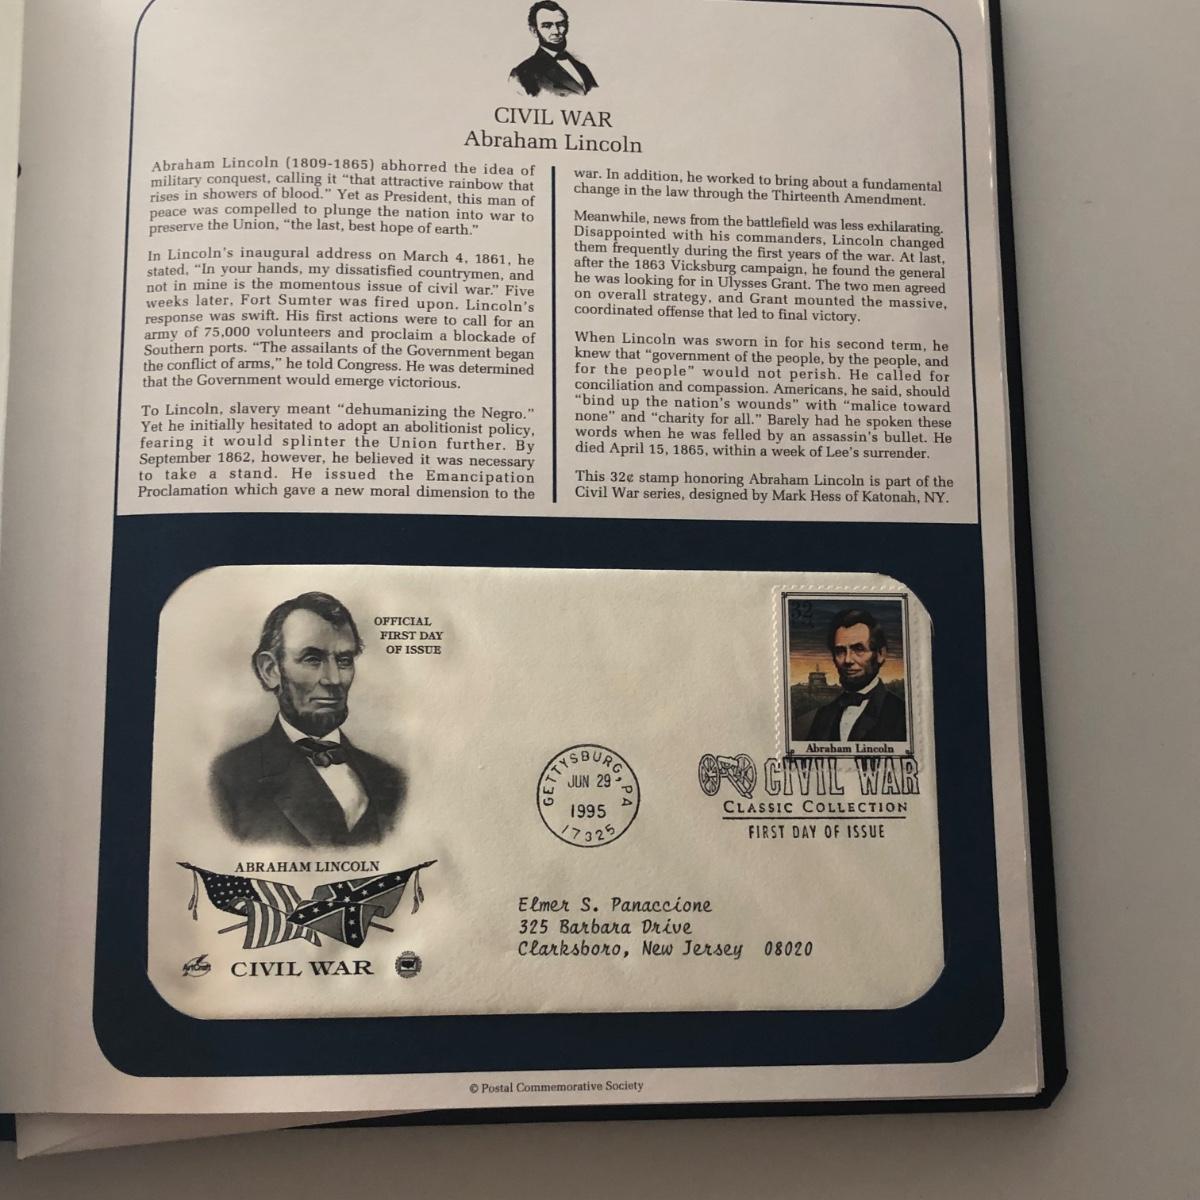 CIVIL WAR
Abraham Lincoln
Abraham Lincoln (1809-1865) abhorred the idea of
military conquest, calling it “that attractive rainbow that
rises in showers of blood.” Yet as President, this man of
peace was compelled to plunge the nation into war to
preserve the Union, “the last, best hope of earth.”
In Lincoln’s inaugural address on March 4, 1861, he
stated, “In your hands, my dissatisfied countrymen, and
not in mine is the momentous issue of civil war.” Five
weeks later, Fort Sumter was fired upon. Lincoln’s
response was swift. His first actions were to call for an
army of 75,000 volunteers and proclaim a blockade of
Southern ports. “The assailants of the Government began
the conflict of arms,” he told Congress. He was determined
that the Government would emerge victorious.
To Lincoln, slavery meant “dehumanizing the Negro.”
Yet he initially hesitated to adopt an abolitionist policy,
fearing it would splinter the Union further. By
September 1862, however, he believed it was necessary
to take a stand. He issued the Emancipation
Proclamation which gave a new moral dimension to the
war. In addition, he worked to bring about a fundamental
change in the law through the Thirteenth Amendment.
Meanwhile, news from the battlefield was less exhilarating.
Disappointed with his commanders, Lincoln changed
them frequently during the first years of the war. At last,
after the 1863 Vicksburg campaign, he found the general
he was looking for in Ulysses Grant. The two men agreed
on overall strategy, and Grant mounted the massive,
coordinated offense that led to final victory.
When Lincoln was sworn in for his second term, he
knew that “government of the people, by the people, and
for the people” would not perish. He called for
conciliation and compassion. Americans, he said, should
“bind up the nation’s wounds” with “malice toward
none” and “charity for all.” Barely had he spoken these
words when he was felled by an assassin’s bullet. He
died April 15, 1865, within a week of Lee’s surrender.
This 32¢ stamp honoring Abraham Lincoln is part of the
Civil War series, designed by Mark Hess of Katonah, NY.
OFFICIAL
FIRST DAY
OF ISSUE
32
Abraham Lincoln
GETTYSBURG, PA
JUN 29
1995
17325
CIVIL WAR
CLASSIC COLLECTION
FIRST DAY OF ISSUE
ABRAHAM LINCOLN
ArtCraft
CIVIL WAR
Elmer S. Panaccione
325 Barbara Drive
Clarksboro, New Jersey 08020
© Postal Commemorative Society